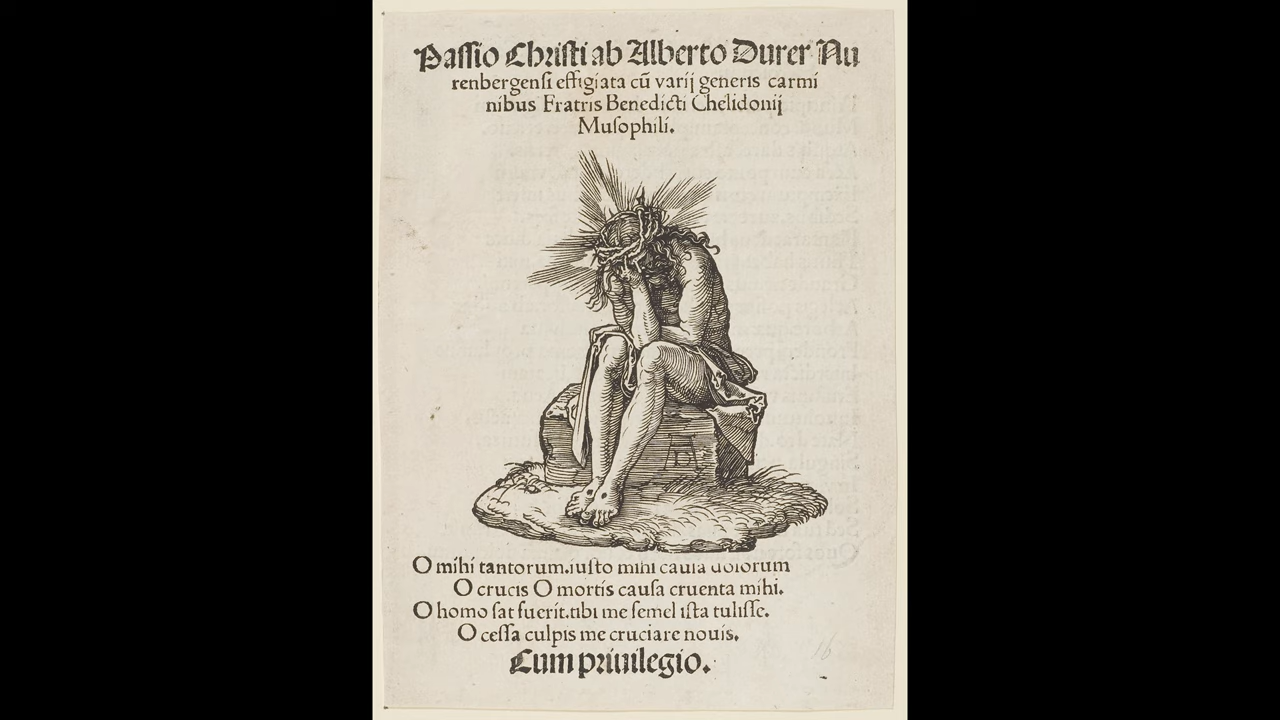 Passio Christi ab Alberto Durer Nu
renbergensi effigiata cū varij generis carmi
nibus Fratris Benedicti Chelidonij
Musophili.
AD
O mihi tantorum.iusto mihi causa dolorum
O crucis O mortis causa cruenta mihi.
O homo sat fuerit.tibi me semel ista tulisse.
O cessa culpis me cruciare nouis.
Cum priuilegio.
16